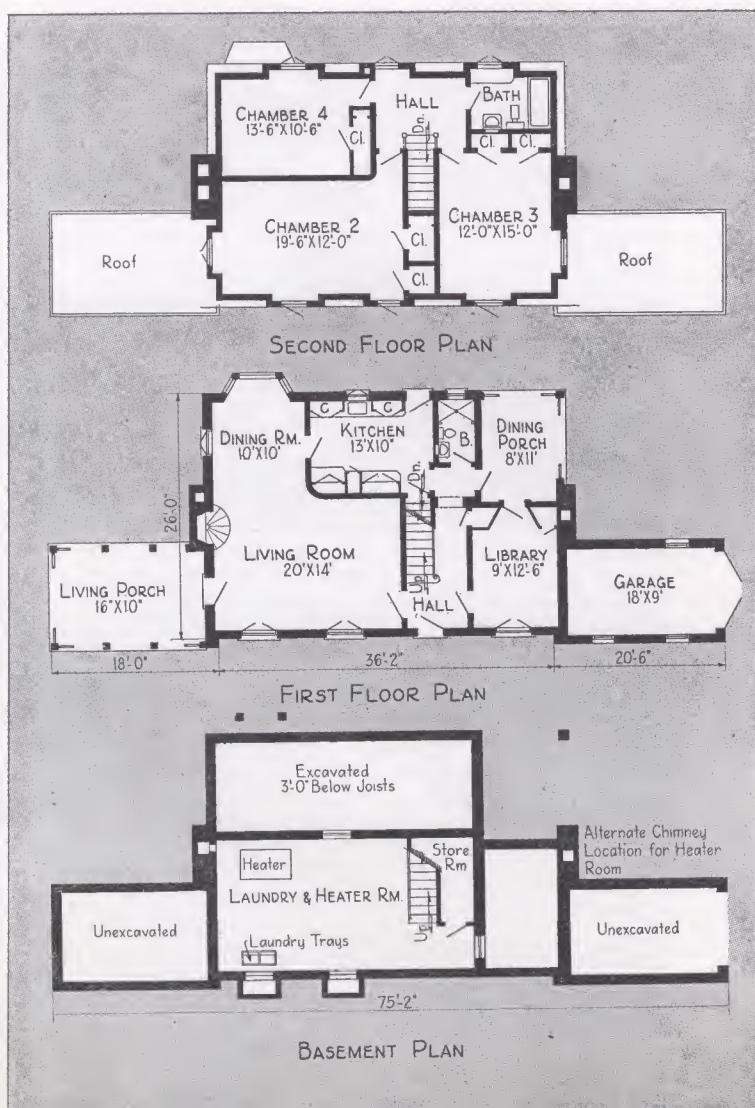 CHAMBER 4
13'-6"X10'-6"
HALL
BATH
Cl.
Dn.
Cl.
Cl.
CHAMBER 2
19'-6"X12'-0"
CHAMBER 3
12'-0"X15'-0"
Cl.
Cl.
Roof
Roof
SECOND FLOOR PLAN
C
C
KITCHEN
13'X10'
DINING RM.
10'X10'
B.
DINING
PORCH
8'X11'
Dn.
26'-0"
LIVING ROOM
20'X14'
LIBRARY
9'X12'-6"
Up
HALL
LIVING PORCH
16'X10'
GARAGE
18'X9'
18'-0"
36'-2"
20'-6"
FIRST FLOOR PLAN
Excavated
3'-0" Below Joists
Alternate Chimney
Location for Heater
Room
Store
Rm
Heater
LAUNDRY & HEATER RM.
Up
Unexcavated
Unexcavated
Laundry Trays
75'-2"
BASEMENT PLAN